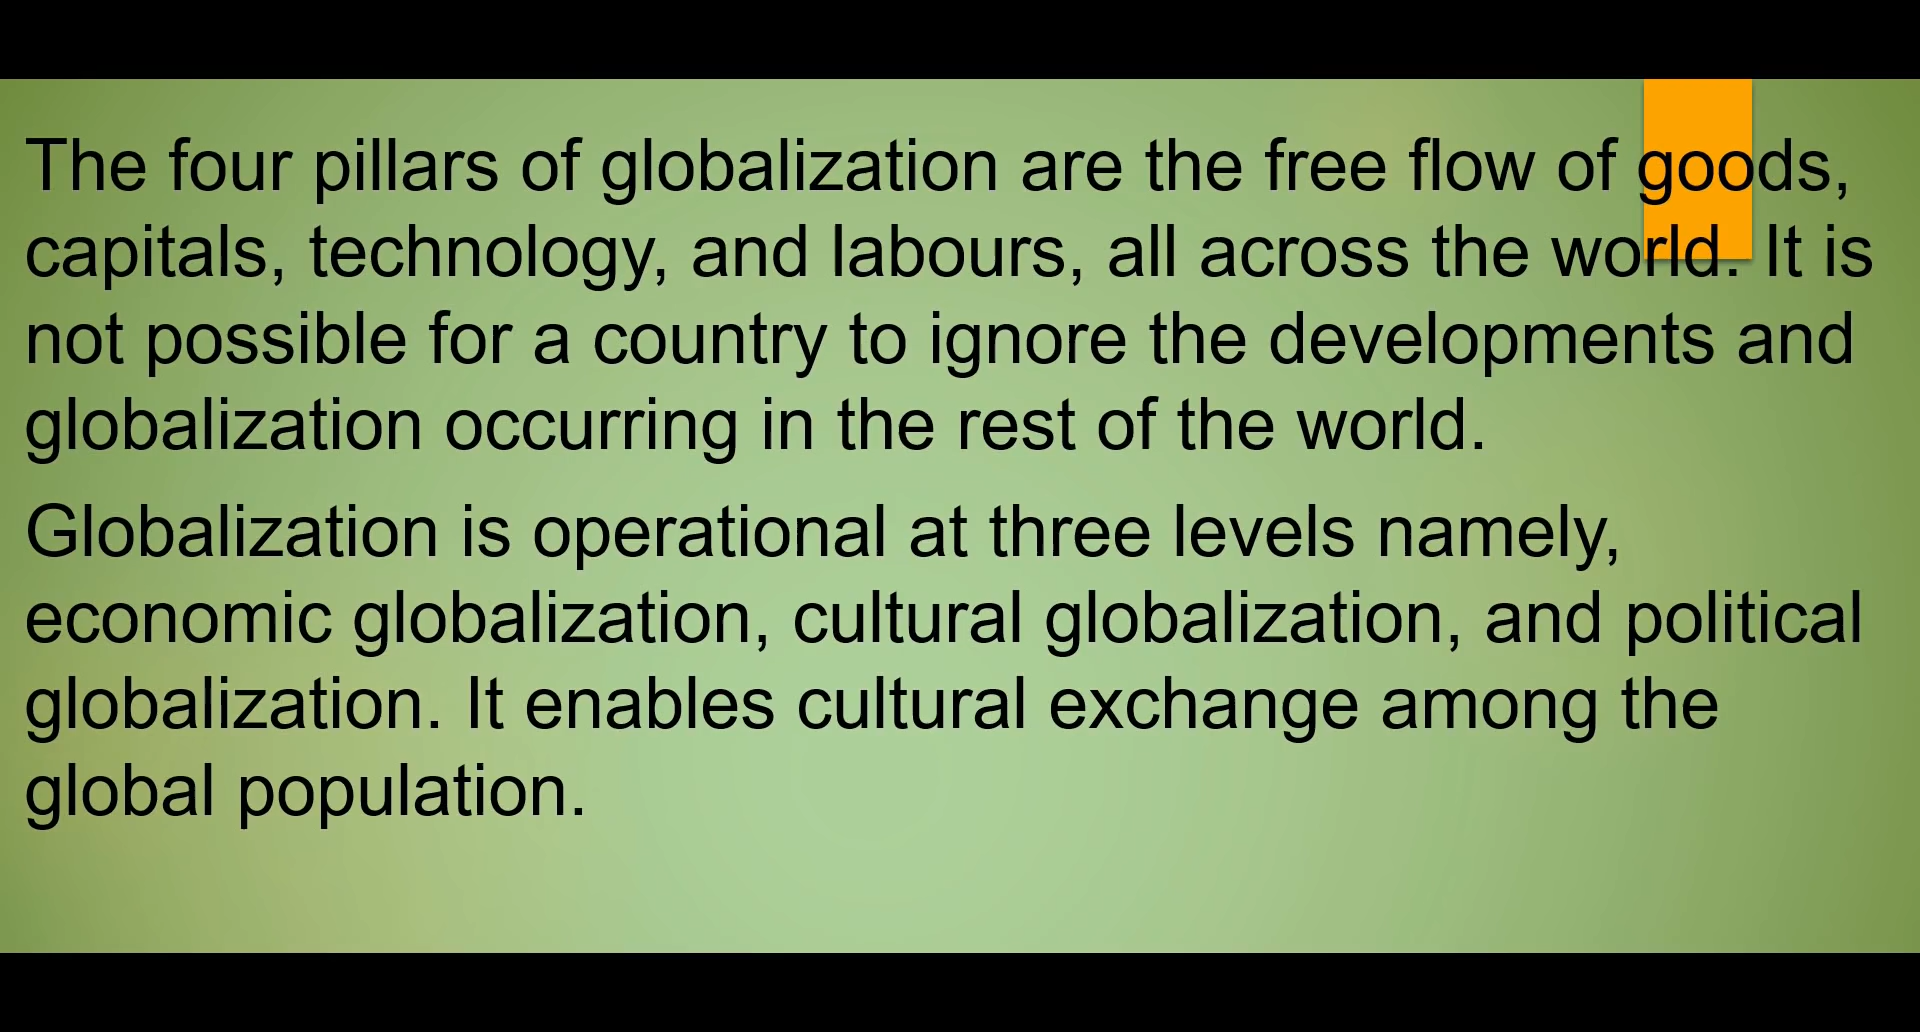 The four pillars of globalization are the free flow of goods,
capitals, technology, and labours, all across the world. It is
not possible for a country to ignore the developments and
globalization occurring in the rest of the world.
Globalization is operational at three levels namely,
economic globalization, cultural globalization, and political
globalization. It enables cultural exchange among the
global population.